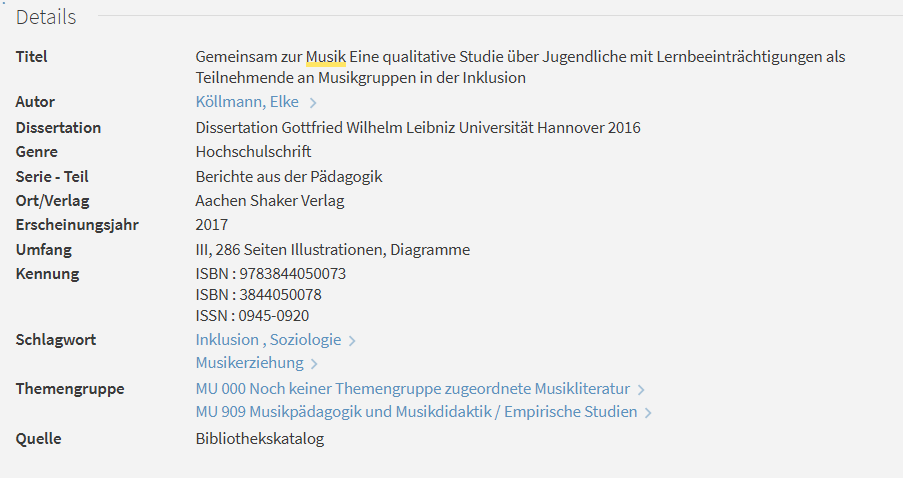 Details
Titel Gemeinsam zur Musik Eine qualitative Studie über Jugendliche mit Lernbeeinträchtigungen als
Teilnehmende an Musikgruppen in der Inklusion
Autor Köllmann, Elke
Dissertation Dissertation Gottfried Wilhelm Leibniz Universität Hannover 2016
Genre Hochschulschrift
Serie - Teil Berichte aus der Pädagogik
Ort/Verlag Aachen Shaker Verlag
Erscheinungsjahr 2017
Umfang III, 286 Seiten Illustrationen, Diagramme
Kennung ISBN : 9783844050073
ISBN : 3844050078
ISSN : 0945-0920
Schlagwort Inklusion , Soziologie
Musikerziehung
Themengruppe MU 000 Noch keiner Themengruppe zugeordnete Musikliteratur
MU 909 Musikpädagogik und Musikdidaktik / Empirische Studien
Quelle Bibliothekskatalog